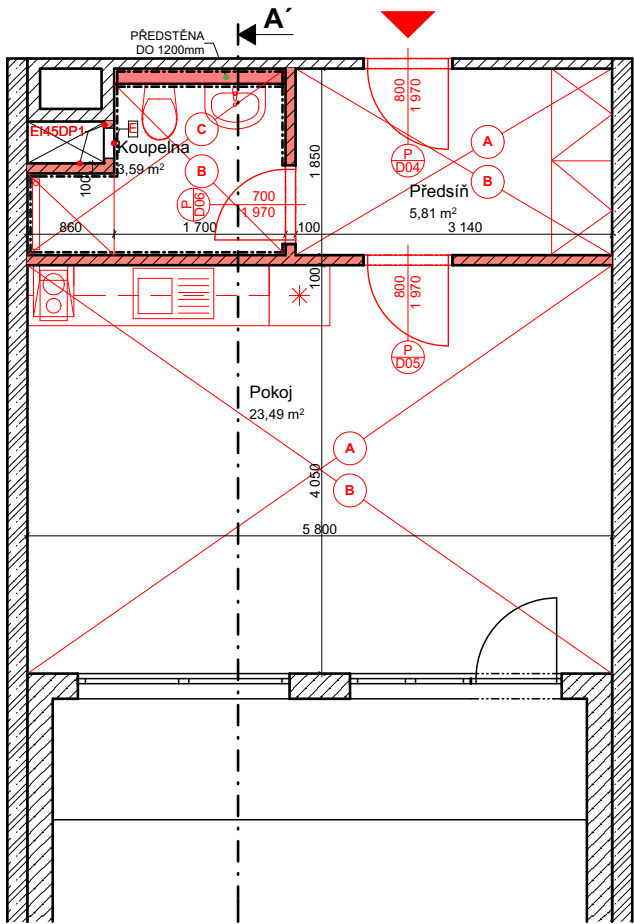 A´
PŘEDSTĚNA
DO 1200mm
800
1 970
EI45DP1
E
C
A
P
D04
Koupelna
3,59 m²
1 850
100
B
B
Předsíň
5,81 m²
P
D06
700
1 970
860
1 700
100
3 140
100
800
1 970
P
D05
Pokoj
23,49 m²
A
B
4 050
5 800